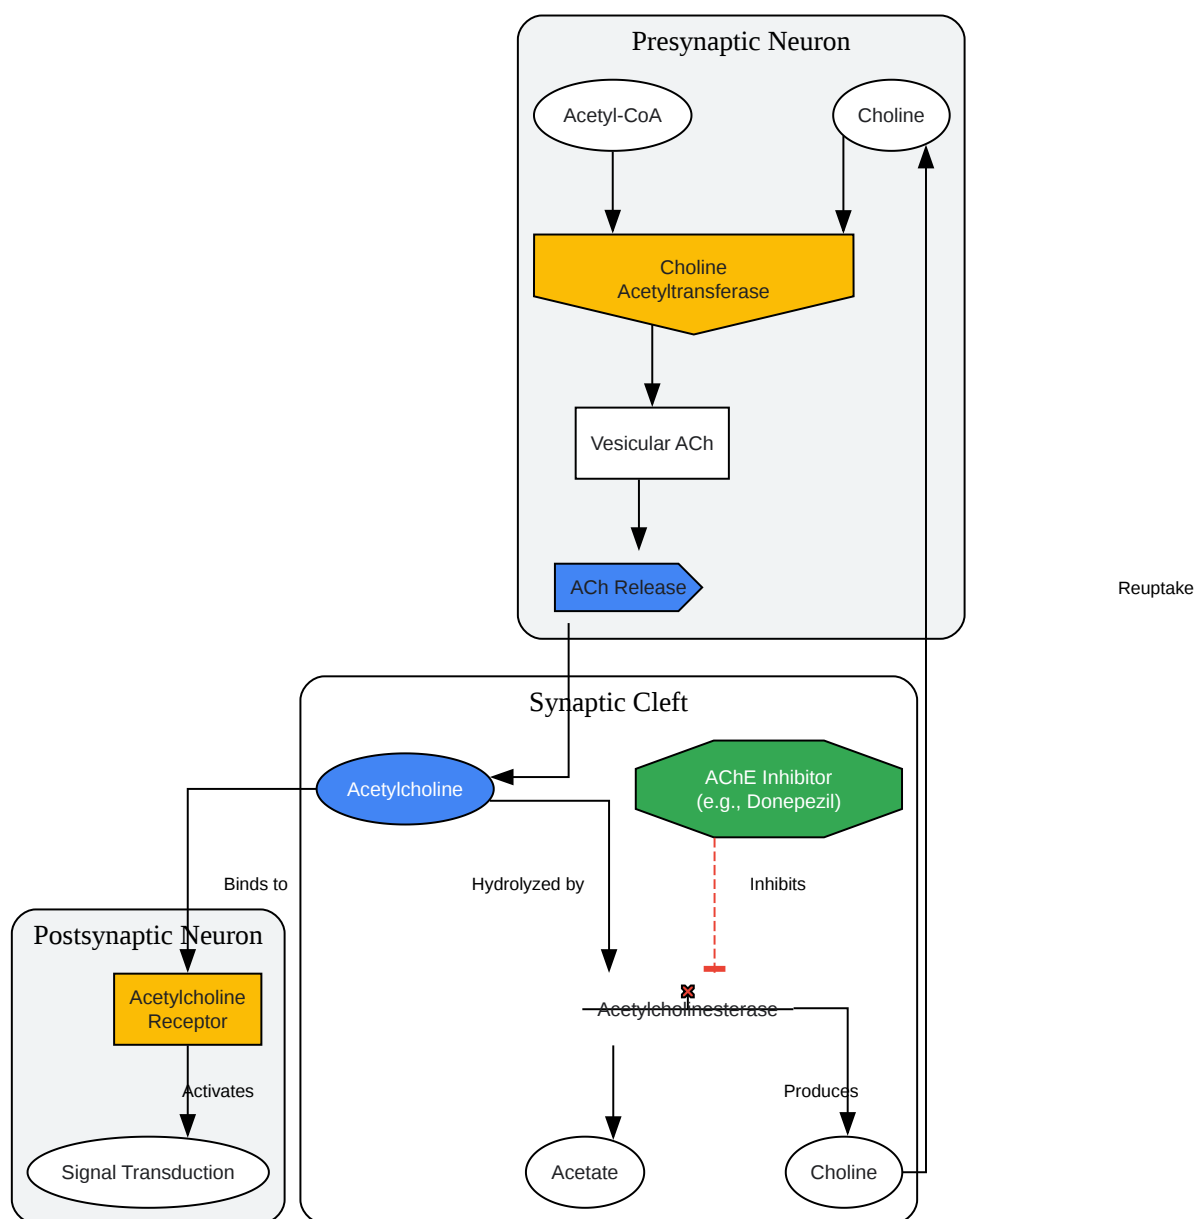 Presynaptic Neuron
Acetyl-CoA
Choline
Choline
Acetyltransferase
Vesicular ACh
ACh Release
Reuptake
Synaptic Cleft
Acetylcholine
AChE Inhibitor
(e.g., Donepezil)
Binds to
Hydrolyzed by
Inhibits
Postsynaptic Neuron
Acetylcholine
Receptor
Acetylcholinesterase
Activates
Produces
Signal Transduction
Acetate
Choline